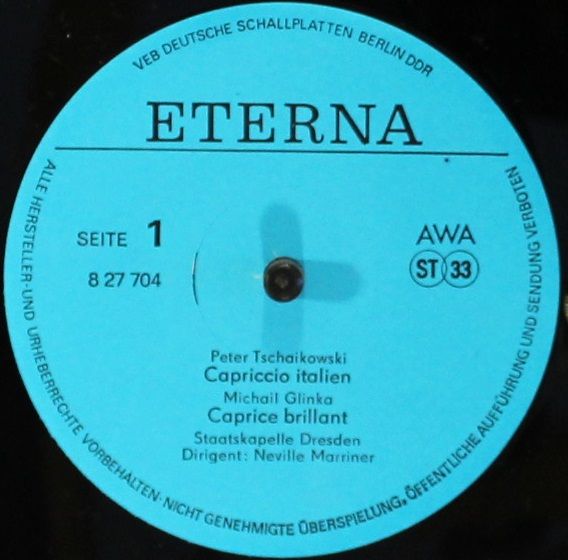 VEB DEUTSCHE SCHALLPLATTEN BERLIN DDR
ETERNA
SEITE 1
8 27 704
AWA
ST 33
Peter Tschaikowski
Capriccio italien
Michail Glinka
Caprice brillant
Staatskapelle Dresden
Dirigent: Neville Marriner
ALLE HERSTELLER- UND URHEBERRECHTE VORBEHALTEN · NICHT GENEHMIGTE ÜBERSPIELUNG, ÖFFENTLICHE AUFFÜHRUNG UND SENDUNG VERBOTEN